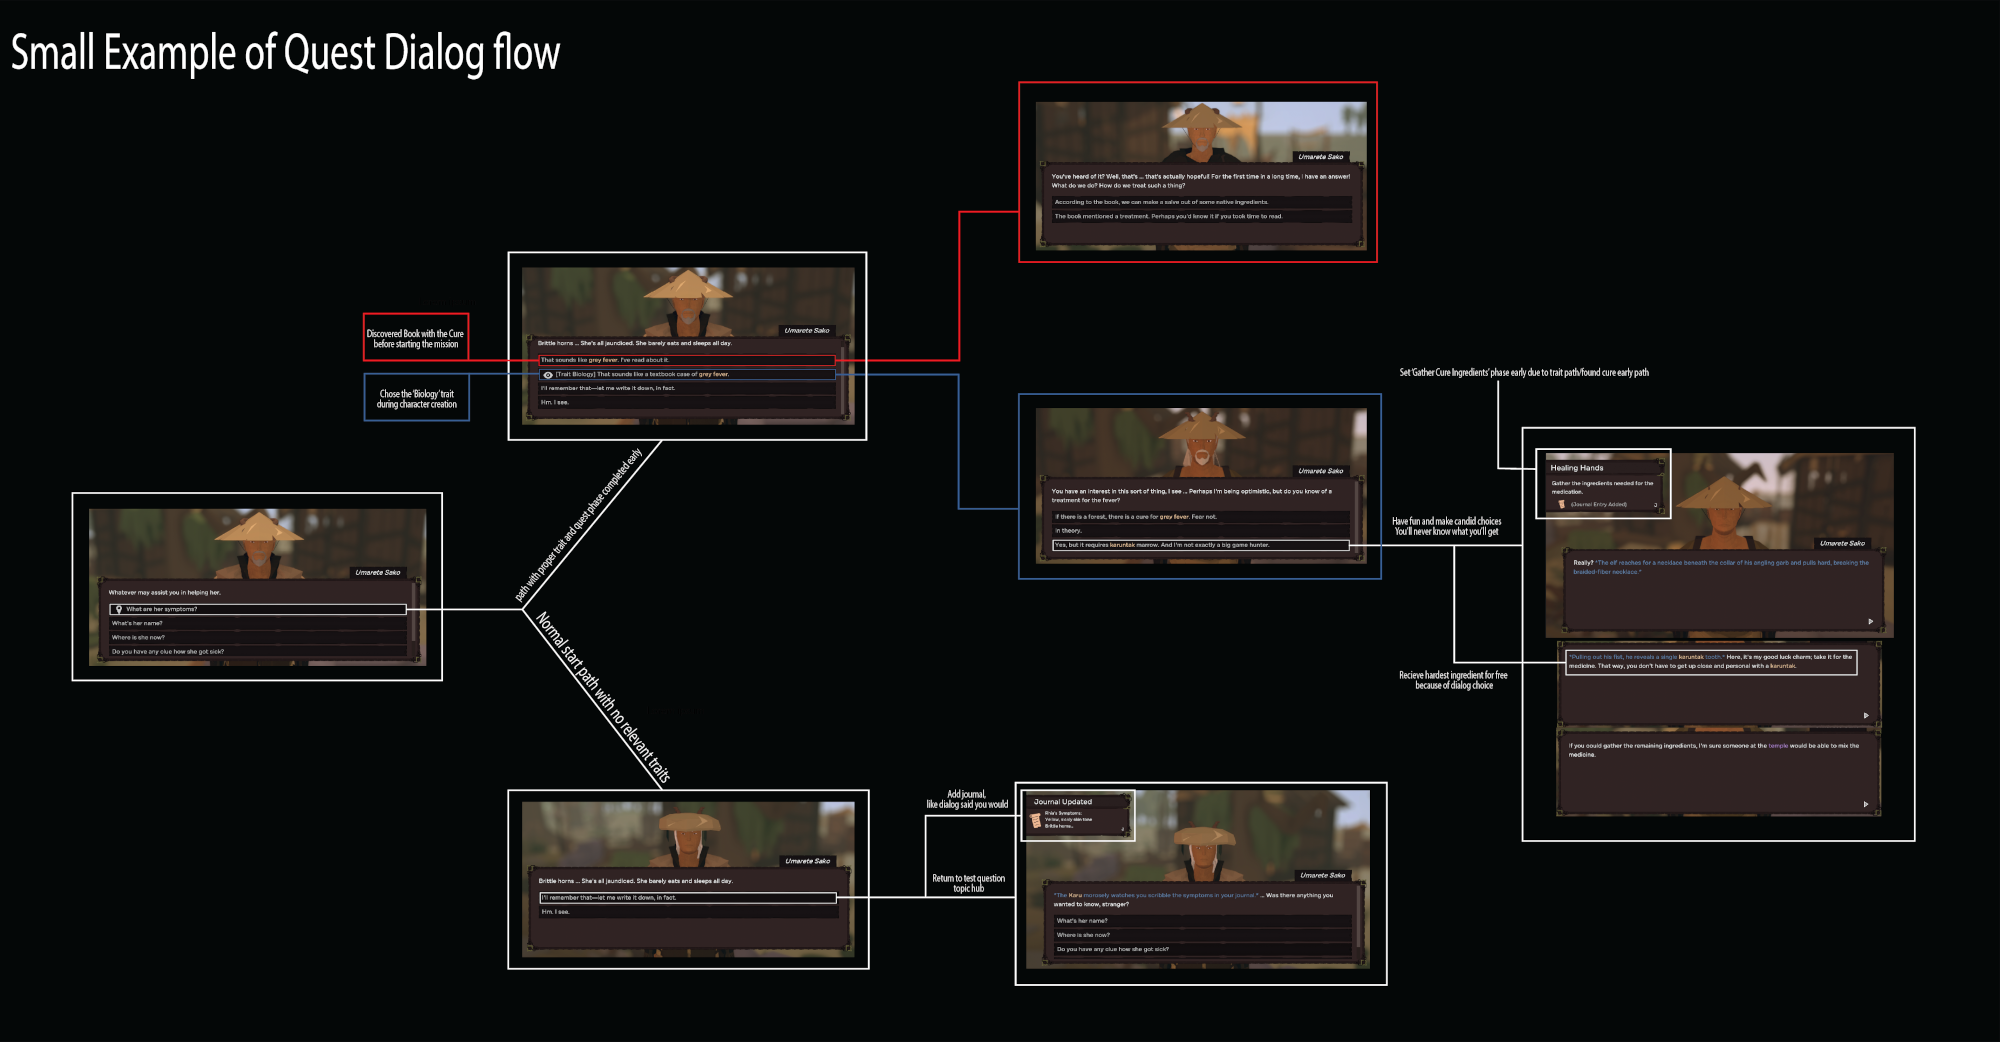 Small Example of Quest Dialog flow
Umarete Sako
You've heard of it? Well, that's ... that's actually hopeful! For the first time in a long time, I have an answer!
What do we do? How do we treat such a thing?
According to the book, we can make a salve out of some native ingredients.
The book mentioned a treatment. Perhaps you'd know it if you took time to read.
Discovered Book with the Cure
before starting the mission
Chose the 'Biology' trait
during character creation
Umarete Sako
Brittle horns ... She's all jaundiced. She barely eats and sleeps all day.
That sounds like grey fever. I've read about it.
[Trait Biology] That sounds like a textbook case of grey fever.
I'll remember that—let me write it down, in fact.
Hm. I see.
path with proper trait and quest phase completed early
Umarete Sako
Whatever may assist you in helping her.
What are her symptoms?
What's her name?
Where is she now?
Do you have any clue how she got sick?
Normal start path with no relevant traits
Umarete Sako
You have an interest in this sort of thing, I see ... Perhaps I'm being optimistic, but do you know of a
treatment for the fever?
If there is a forest, there is a cure for grey fever. Fear not.
In theory.
Yes, but it requires karuntak marrow. And I'm not exactly a big game hunter.
Set 'Gather Cure Ingredients' phase early due to trait path/found cure early path
Have fun and make candid choices
You'll never know what you'll get
Healing Hands
Gather the ingredients needed for the
medication.
(Journal Entry Added)
Umarete Sako
Really? "The elf reaches for a necklace beneath the collar of his angling garb and pulls hard, breaking the
braided-fiber necklace."
Recieve hardest ingredient for free
because of dialog choice
"Pulling out his fist, he reveals a single karuntak tooth." Here, it's my good luck charm; take it for the
medicine. That way, you don't have to get up close and personal with a karuntak.
If you could gather the remaining ingredients, I'm sure someone at the temple would be able to mix the
medicine.
Umarete Sako
Brittle horns ... She's all jaundiced. She barely eats and sleeps all day.
I'll remember that—let me write it down, in fact.
Hm. I see.
Add journal,
like dialog said you would
Return to test question
topic hub
Journal Updated
Symptoms:
Yellow, scaly skin tone
Brittle horns...
Umarete Sako
"The Karu morosely watches you scribble the symptoms in your journal." ... Was there anything you
wanted to know, stranger?
What's her name?
Where is she now?
Do you have any clue how she got sick?